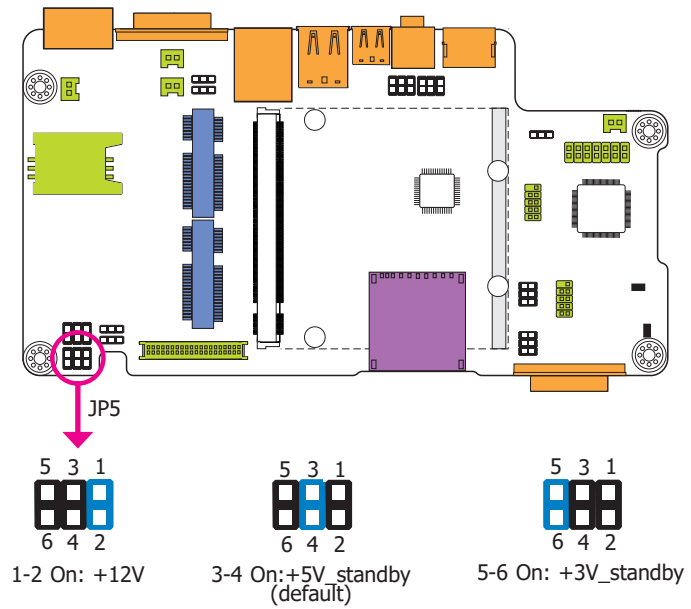 JP5
5 3 1
6 4 2
1-2 On: +12V
5 3 1
6 4 2
3-4 On:+5V_standby
(default)
5 3 1
6 4 2
5-6 On: +3V_standby